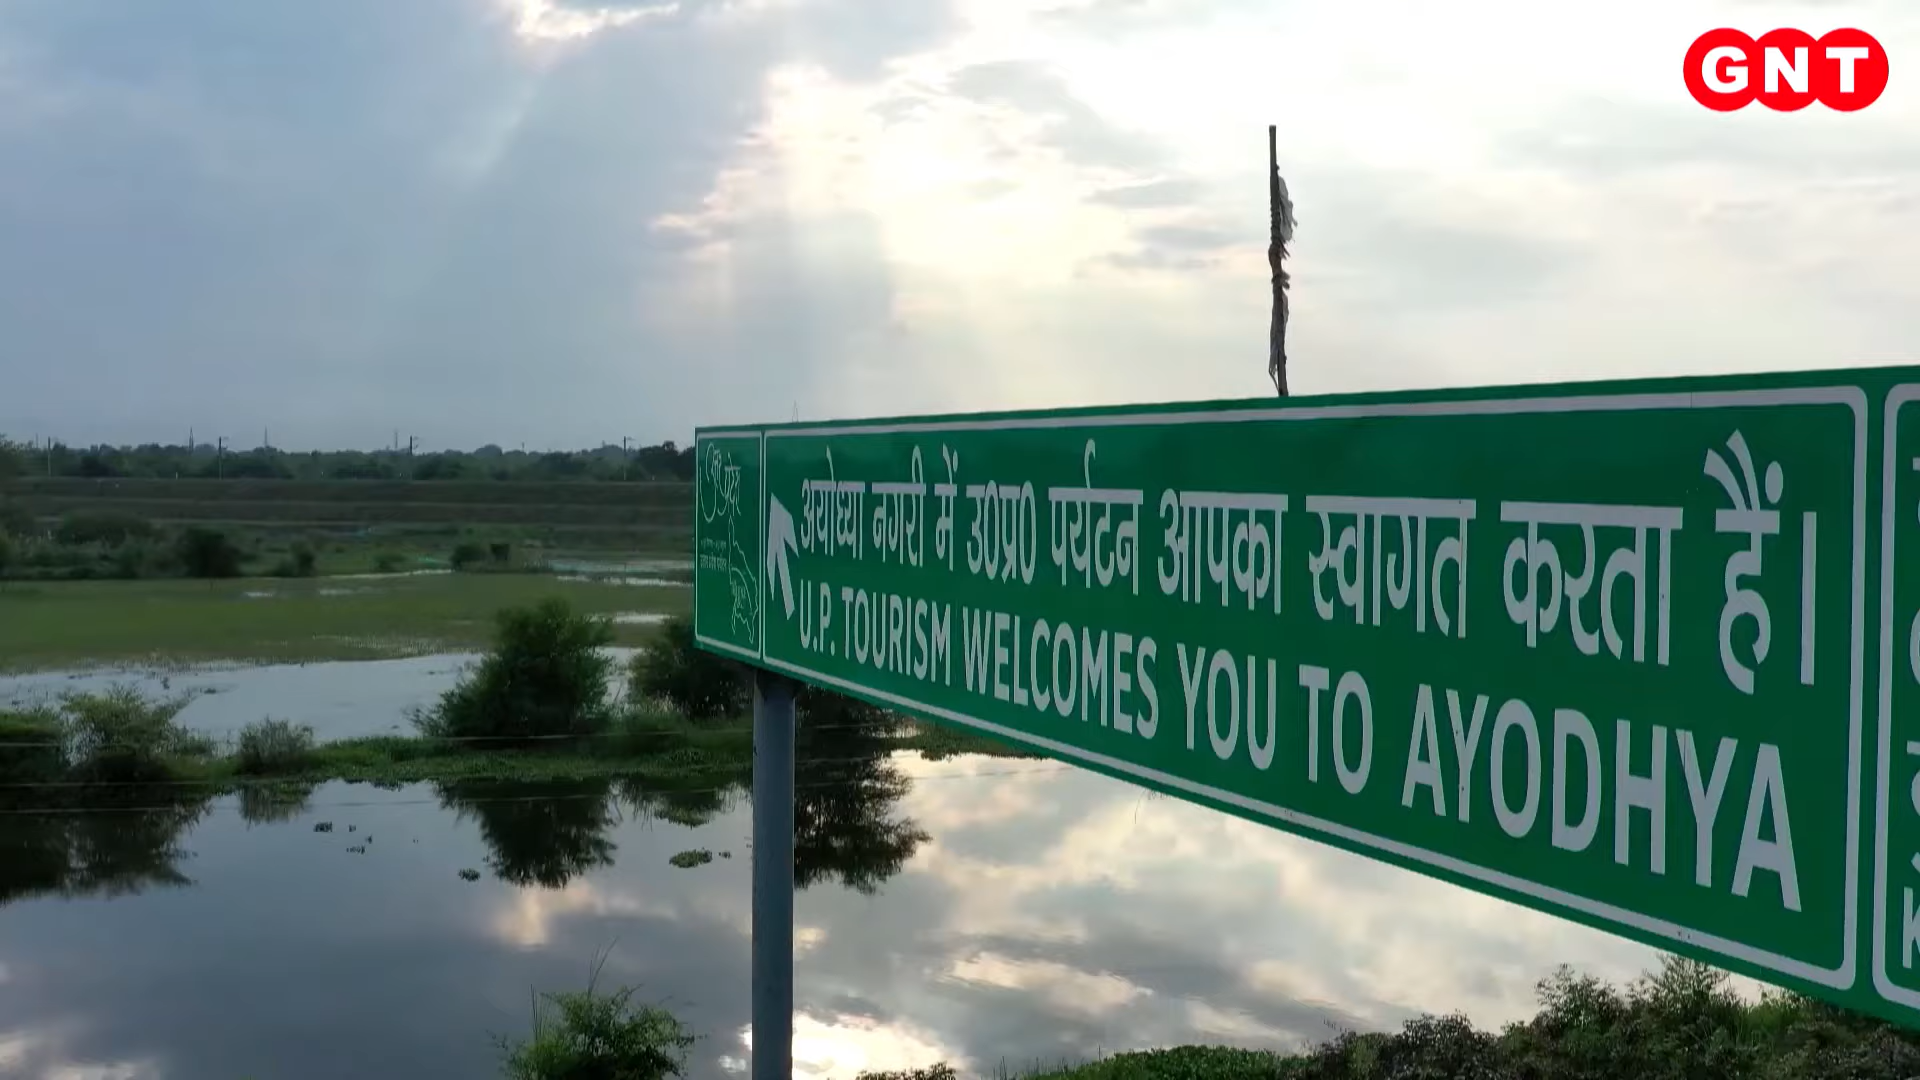 GNT
अयोध्या नगरी में उ0प्र0 पर्यटन आपका स्वागत करता हैं।
U.P. TOURISM WELCOMES YOU TO AYODHYA